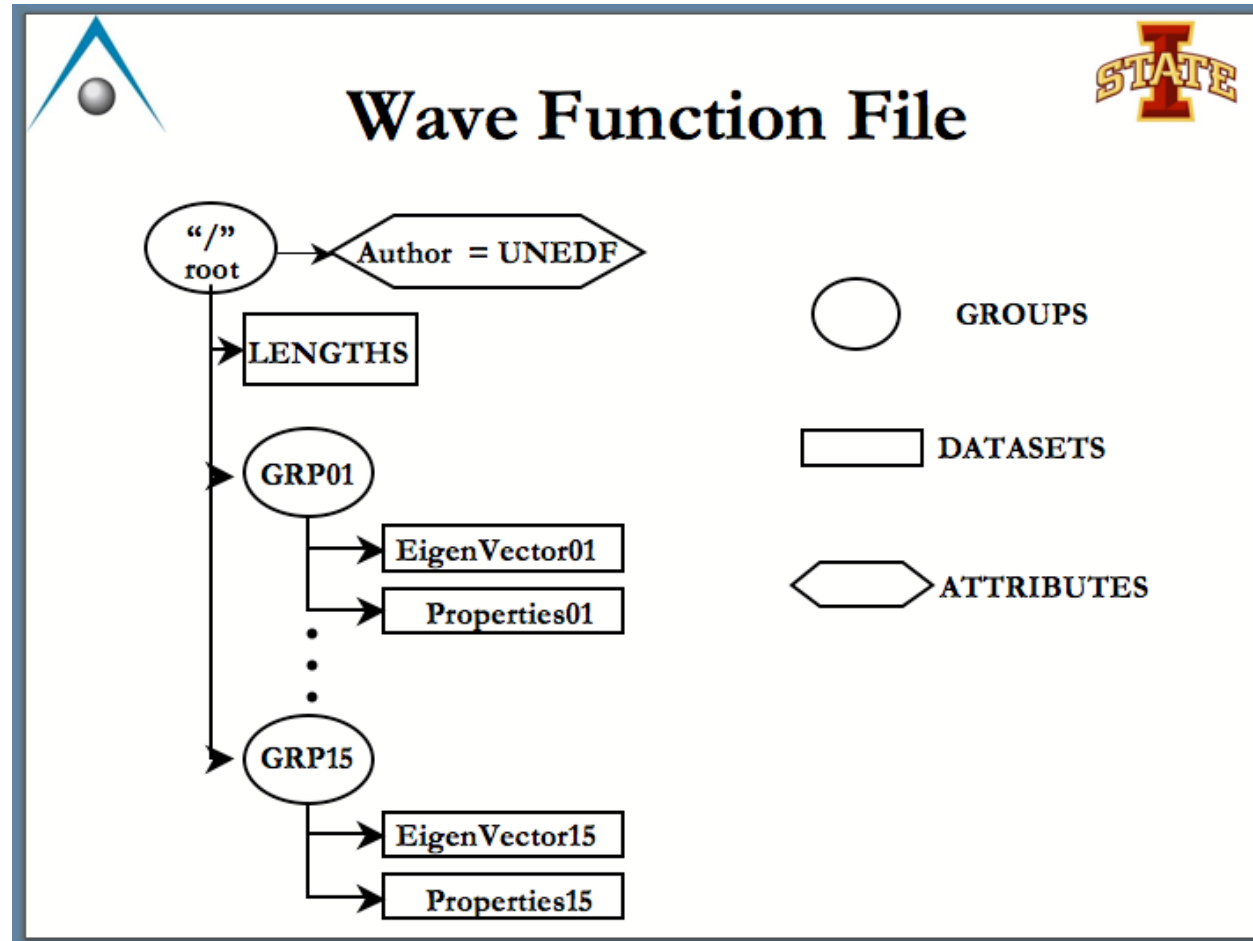 STATE
Wave Function File
“/”
root
Author = UNEDF
LENGTHS
GRP01
EigenVector01
Properties01
GRP15
EigenVector15
Properties15
GROUPS
DATASETS
ATTRIBUTES